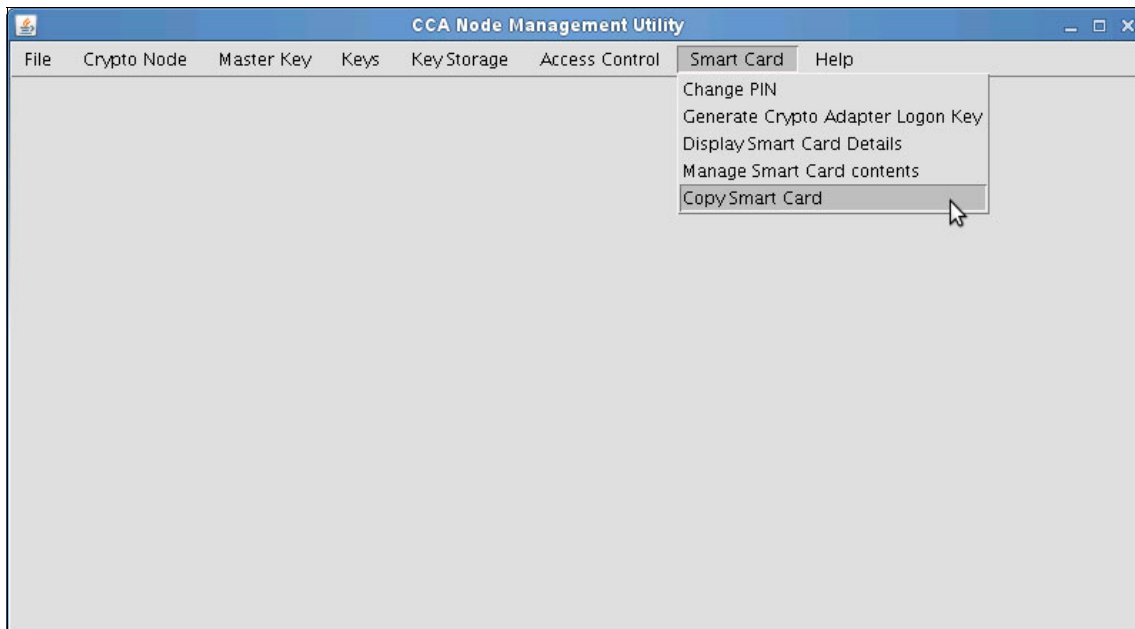 CCA Node Management Utility
File Crypto Node Master Key Keys Key Storage Access Control Smart Card Help
Change PIN
Generate Crypto Adapter Logon Key
Display Smart Card Details
Manage Smart Card contents
Copy Smart Card